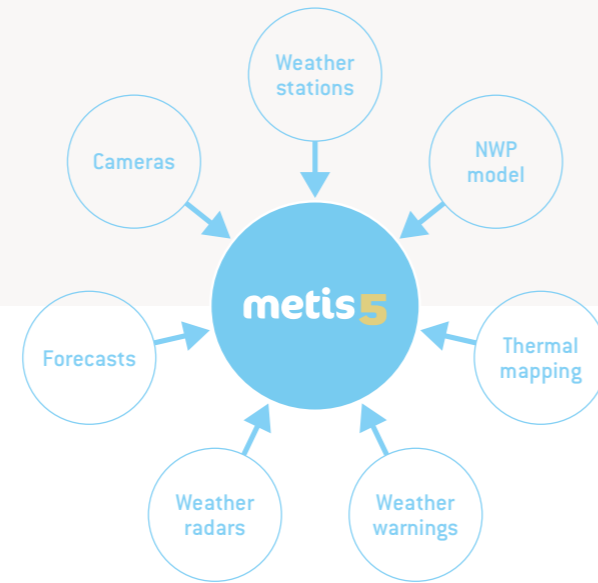 Weather
stations
Cameras
NWP
model
metis5
Forecasts
Thermal
mapping
Weather
radars
Weather
warnings